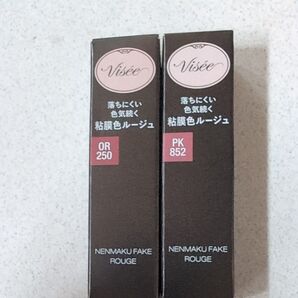 Visée
落ちにくい
色気続く
粘膜色ルージュ
OR
250
NENMAKU FAKE
ROUGE
Visée
落ちにくい
色気続く
粘膜色ルージュ
PK
852
NENMAKU FAKE
ROUGE